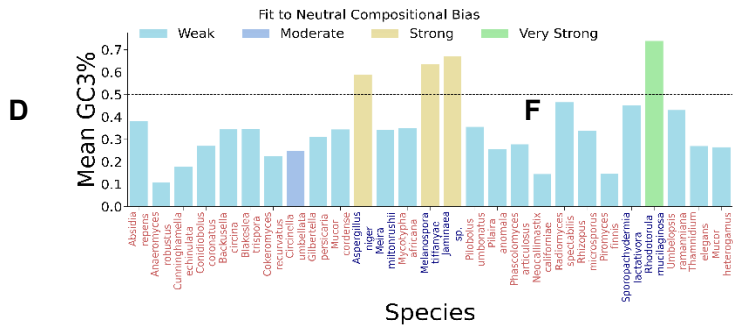 Fit to Neutral Compositional Bias
Weak Moderate Strong Very Strong
D
F
Mean GC3%
0.7
0.6
0.5
0.4
0.3
0.2
0.1
0.0
Absidia
repens
Anaeromyces
robustus
Cunninghamella
echinulata
Conidiobolus
coronatus
Backusella
circina
Blakeslea
trispora
Cokeromyces
recurvatus
Circinella
umbellata
Gilbertella
persicaria
Mucor
cordense
Aspergillus
niger
Meira
miltonrushii
Mycotypha
africana
Melanospora
tiffanyae
Jaminaea
sp.
Pilobolus
umbonatus
Pilaira
anomala
Phascolomyces
articulosus
Neocallimastix
californiae
Radiomyces
spectabilis
Rhizopus
microsporus
Piromyces
finnis
Sporopachydermia
lactativora
Rhodotorula
mucilaginosa
Umbelopsis
ramanniana
Thamnidium
elegans
Mucor
heterogamus
Species